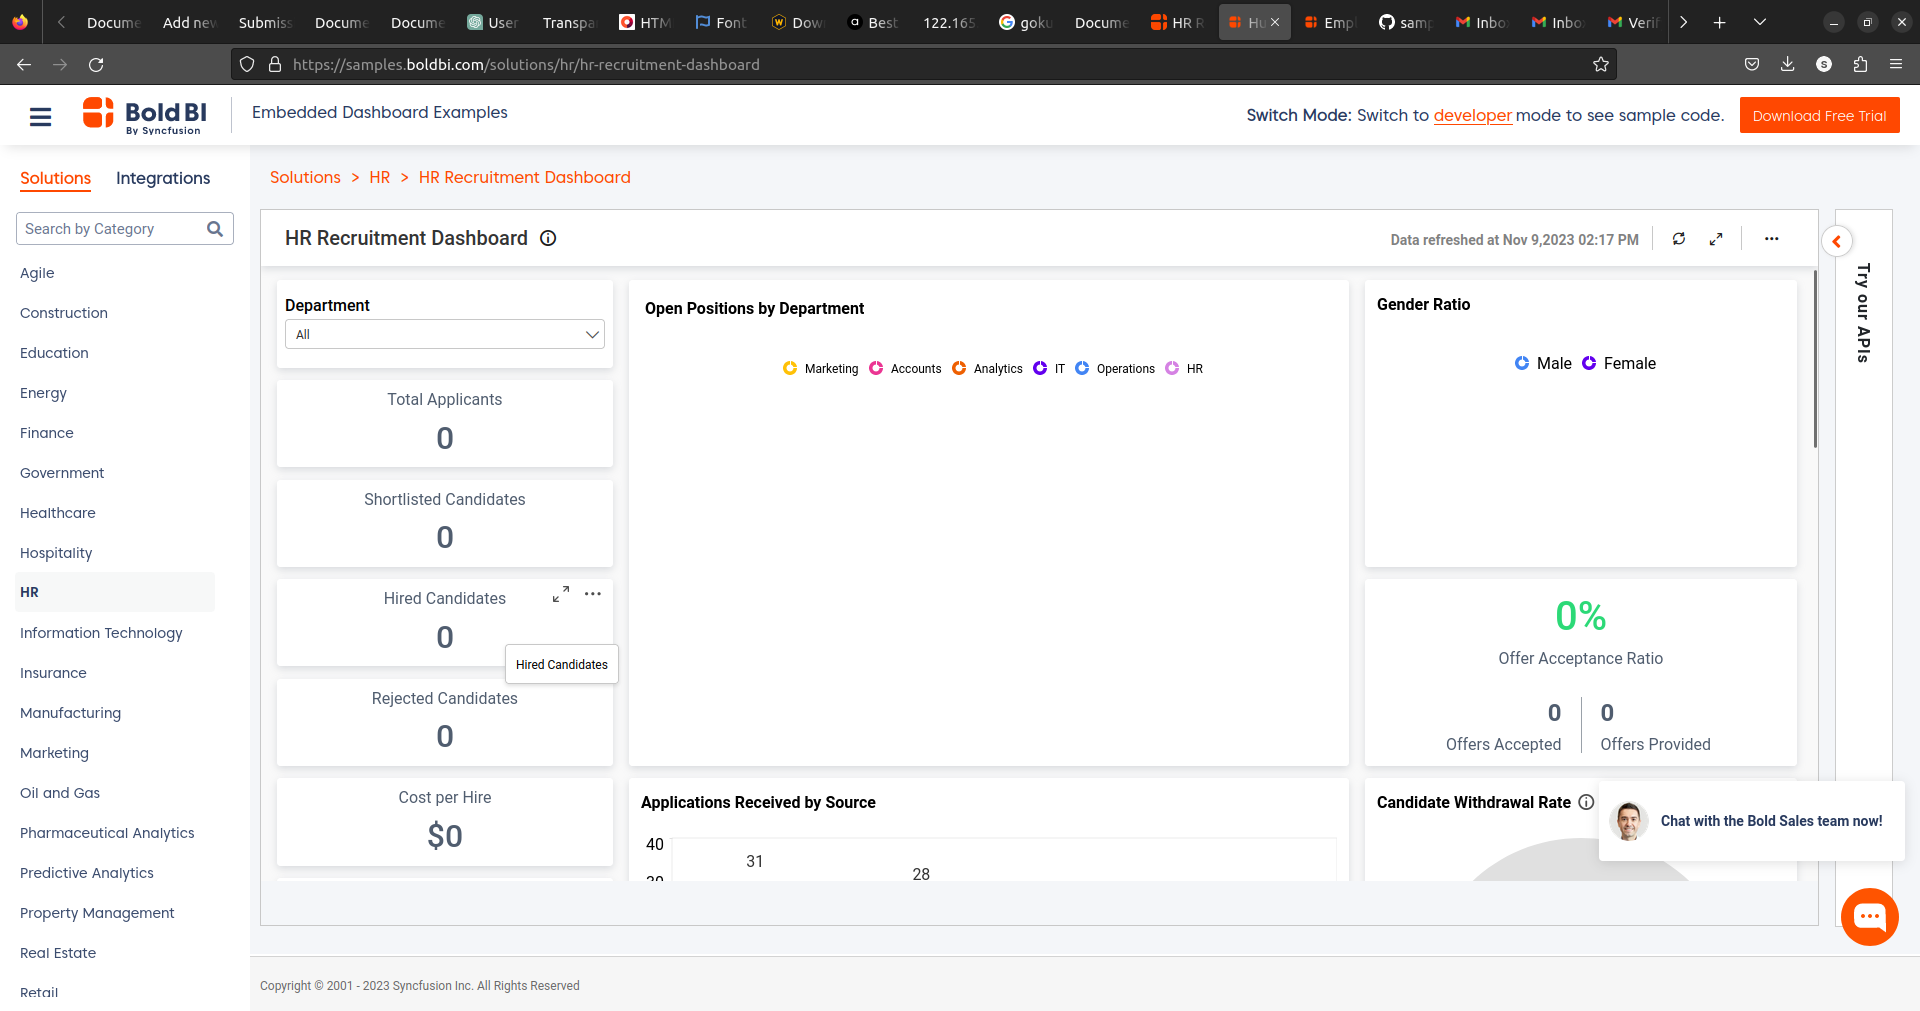 Docume
Add new
Submiss
Docume
Docume
User
Transpa
HTM
Font
Dow
Best
122.165
goku
Docume
HR R
Hu
Emp
samp
Inbo
Inbo
Verif
https://samples.boldbi.com/solutions/hr/hr-recruitment-dashboard
Bold BI
By Syncfusion
Embedded Dashboard Examples
Switch Mode: Switch to developer mode to see sample code.
Download Free Trial
Solutions
Integrations
Search by Category
Agile
Construction
Education
Energy
Finance
Government
Healthcare
Hospitality
HR
Information Technology
Insurance
Manufacturing
Marketing
Oil and Gas
Pharmaceutical Analytics
Predictive Analytics
Property Management
Real Estate
Retail
Solutions > HR > HR Recruitment Dashboard
HR Recruitment Dashboard
Data refreshed at Nov 9,2023 02:17 PM
Department
All
Total Applicants
0
Shortlisted Candidates
0
Hired Candidates
0
Hired Candidates
Rejected Candidates
0
Cost per Hire
$0
Open Positions by Department
Marketing Accounts Analytics IT Operations HR
Applications Received by Source
40
31
28
30
Gender Ratio
Male Female
0%
Offer Acceptance Ratio
0
Offers Accepted
0
Offers Provided
Candidate Withdrawal Rate
Chat with the Bold Sales team now!
Try our APIs
Copyright © 2001 - 2023 Syncfusion Inc. All Rights Reserved